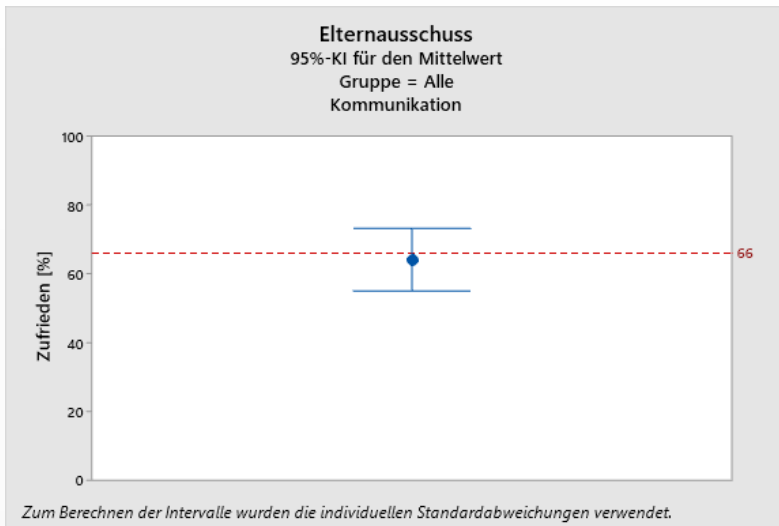 Elternausschuss
95%-KI für den Mittelwert
Gruppe = Alle
Kommunikation
100
80
60
40
20
0
Zufrieden [%]
66
Zum Berechnen der Intervalle wurden die individuellen Standardabweichungen verwendet.